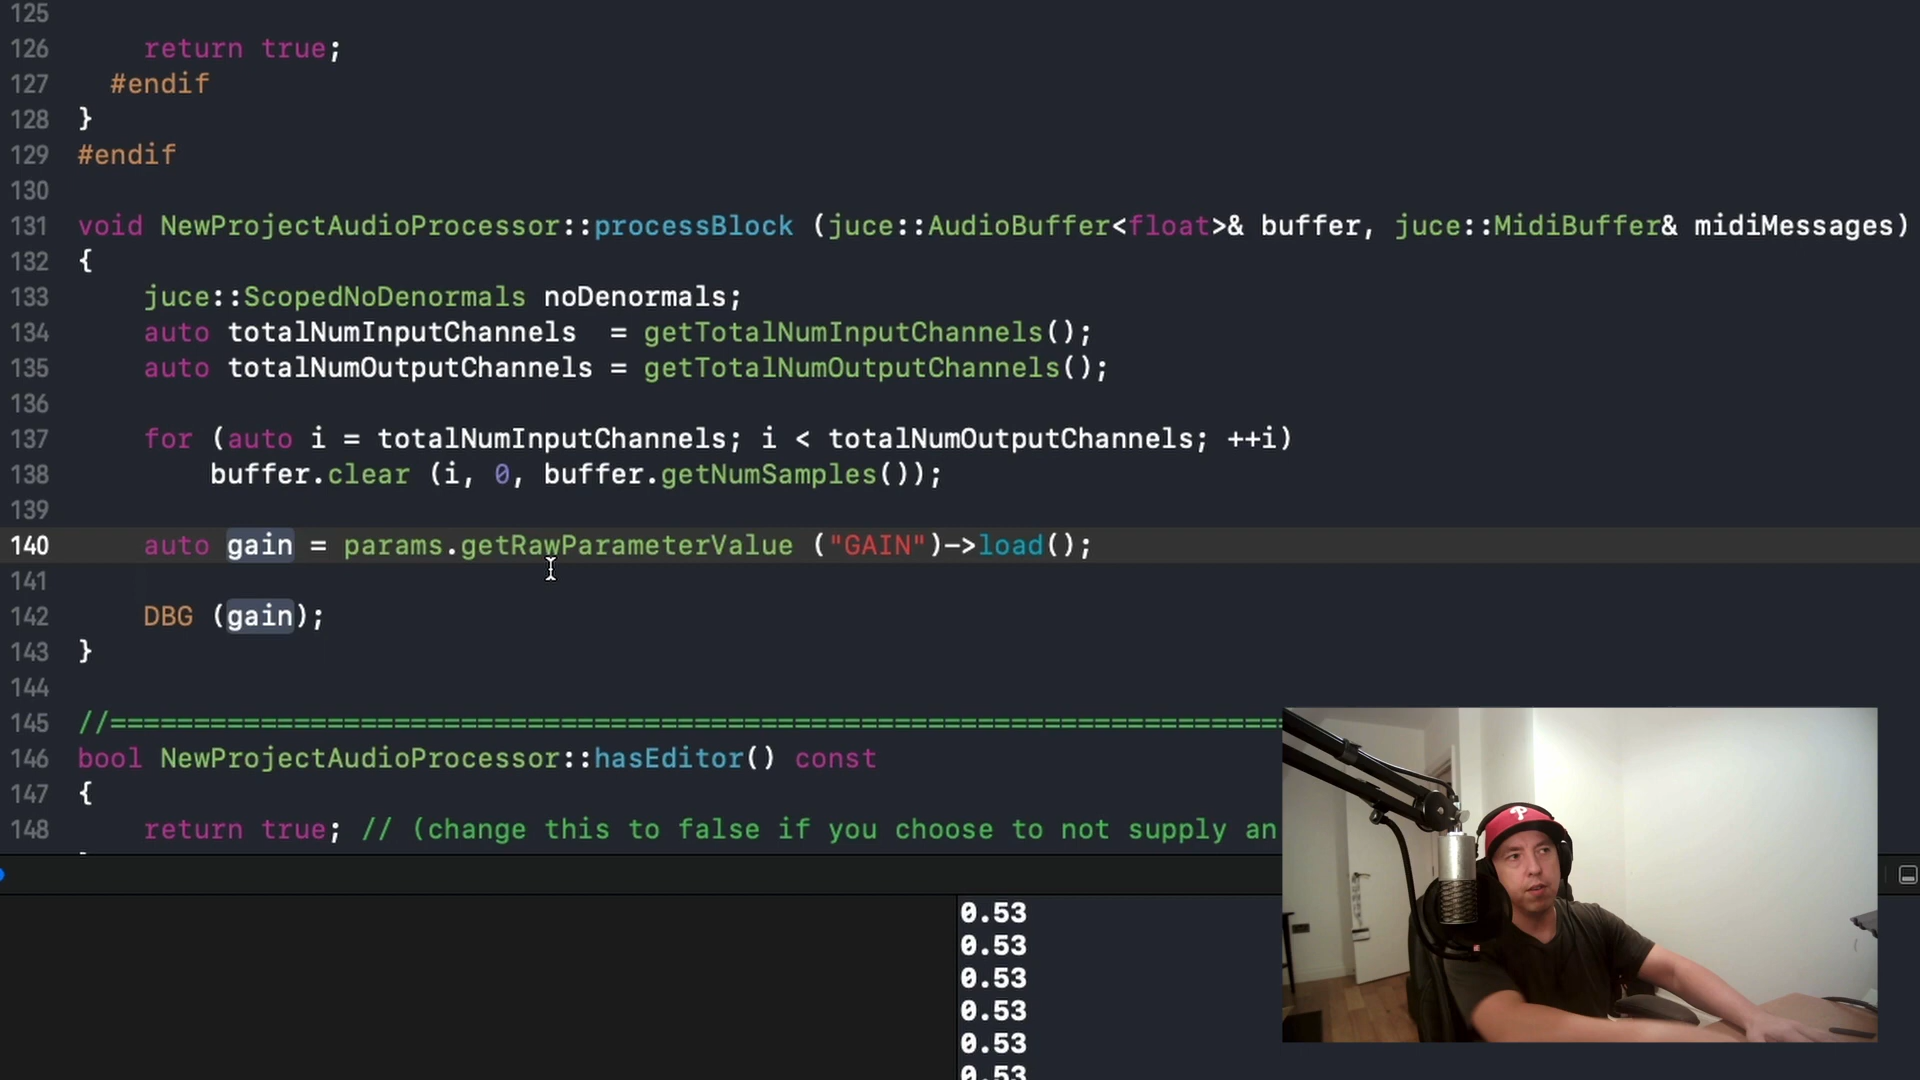 125
126 return true;
127 #endif
128 }
129 #endif
130
131 void NewProjectAudioProcessor::processBlock (juce::AudioBuffer<float>& buffer, juce::MidiBuffer& midiMessages)
132 {
133 juce::ScopedNoDenormals noDenormals;
134 auto totalNumInputChannels  = getTotalNumInputChannels();
135 auto totalNumOutputChannels = getTotalNumOutputChannels();
136
137 for (auto i = totalNumInputChannels; i < totalNumOutputChannels; ++i)
138 buffer.clear (i, 0, buffer.getNumSamples());
139
140 auto gain = params.getRawParameterValue ("GAIN")->load();
141
142 DBG (gain);
143 }
144
145 //=======================================================================
146 bool NewProjectAudioProcessor::hasEditor() const
147 {
148 return true; // (change this to false if you choose to not supply an
P
0.53
0.53
0.53
0.53
0.53
0.53